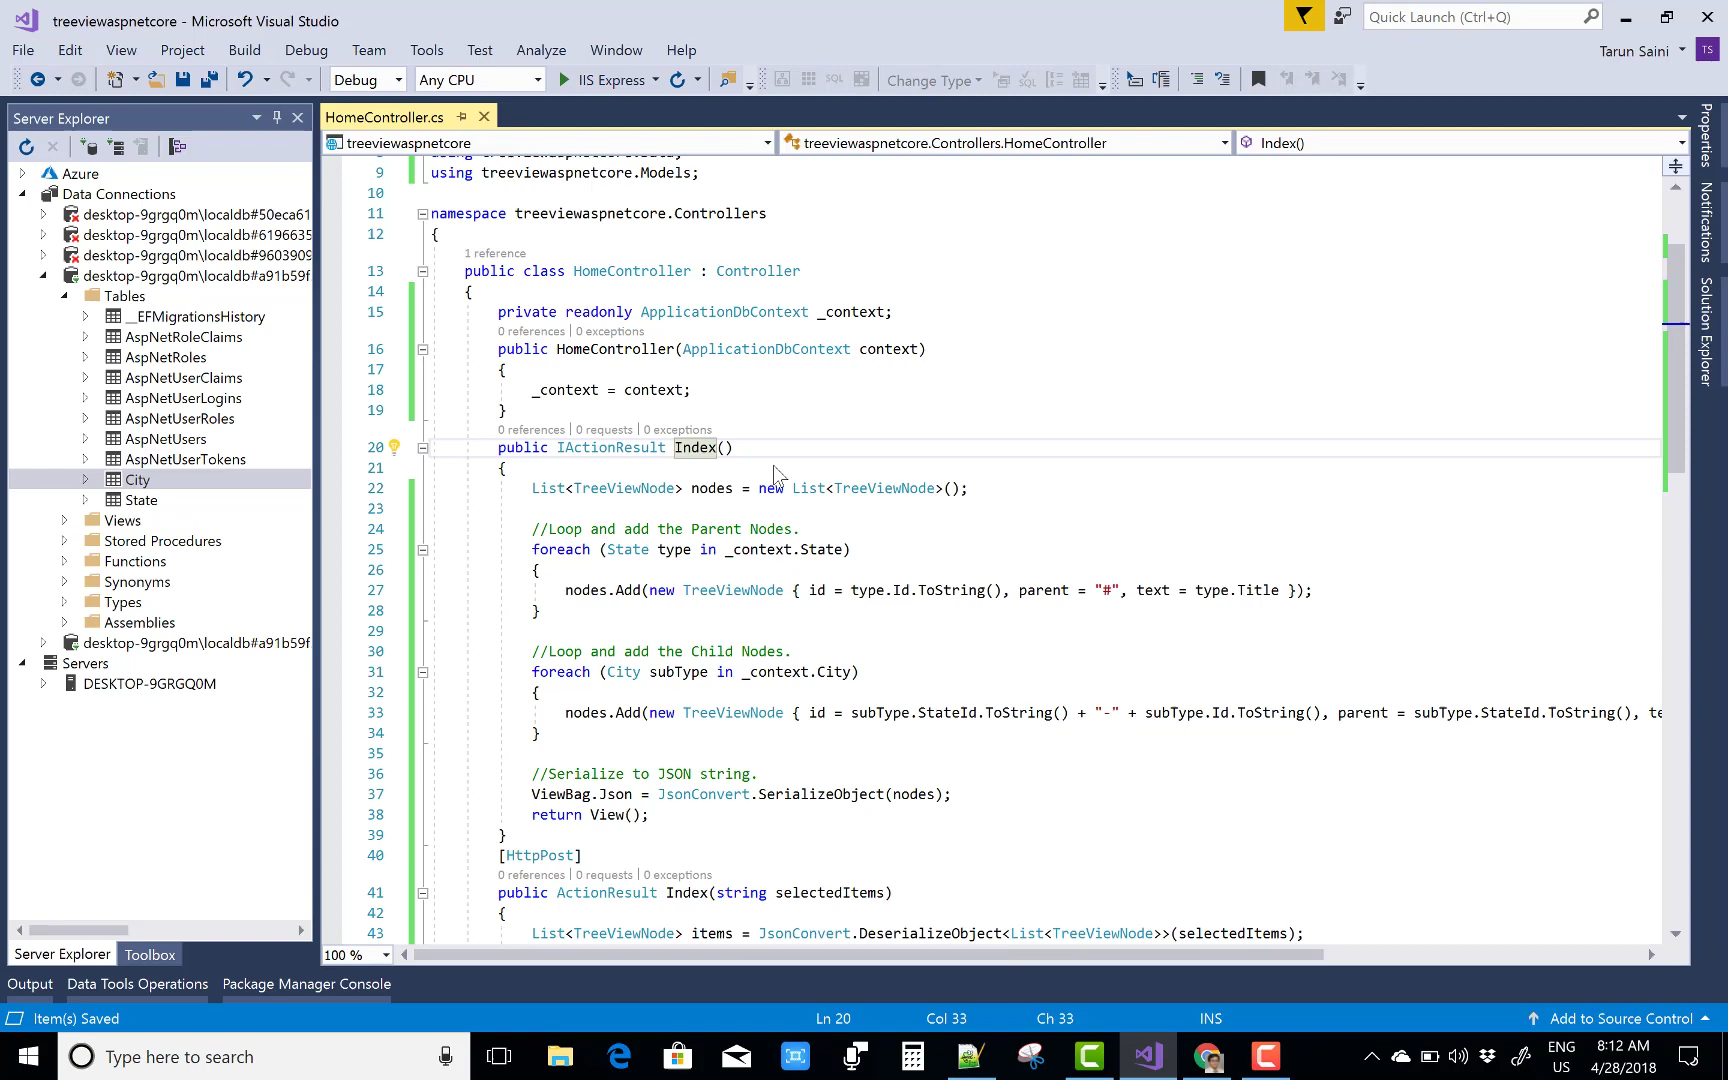 treeviewaspnetcore - Microsoft Visual Studio
Quick Launch (Ctrl+Q)
File Edit View Project Build Debug Team Tools Test Analyze Window Help
Tarun Saini TS
Debug Any CPU IIS Express SQL Change Type SQL
Server Explorer
Azure
Data Connections
desktop-9grgq0m\localdb#50eca61
desktop-9grgq0m\localdb#6196635
desktop-9grgq0m\localdb#9603909
desktop-9grgq0m\localdb#a91b59f
Tables
__EFMigrationsHistory
AspNetRoleClaims
AspNetRoles
AspNetUserClaims
AspNetUserLogins
AspNetUserRoles
AspNetUsers
AspNetUserTokens
City
State
Views
Stored Procedures
Functions
Synonyms
Types
Assemblies
desktop-9grgq0m\localdb#a91b59f
Servers
DESKTOP-9GRGQ0M
Server Explorer Toolbox
HomeController.cs
treeviewaspnetcore treeviewaspnetcore.Controllers.HomeController Index()
9 using treeviewaspnetcore.Models;
10
11 namespace treeviewaspnetcore.Controllers
12 {
1 reference
13 public class HomeController : Controller
14 {
15 private readonly ApplicationDbContext _context;
0 references | 0 exceptions
16 public HomeController(ApplicationDbContext context)
17 {
18 _context = context;
19 }
0 references | 0 requests | 0 exceptions
20 public IActionResult Index()
21 {
22 List<TreeViewNode> nodes = new List<TreeViewNode>();
23
24 //Loop and add the Parent Nodes.
25 foreach (State type in _context.State)
26 {
27 nodes.Add(new TreeViewNode { id = type.Id.ToString(), parent = "#", text = type.Title });
28 }
29
30 //Loop and add the Child Nodes.
31 foreach (City subType in _context.City)
32 {
33 nodes.Add(new TreeViewNode { id = subType.StateId.ToString() + "-" + subType.Id.ToString(), parent = subType.StateId.ToString(), te
34 }
35
36 //Serialize to JSON string.
37 ViewBag.Json = JsonConvert.SerializeObject(nodes);
38 return View();
39 }
40 [HttpPost]
0 references | 0 requests | 0 exceptions
41 public ActionResult Index(string selectedItems)
42 {
43 List<TreeViewNode> items = JsonConvert.DeserializeObject<List<TreeViewNode>>(selectedItems);
100 %
Properties
Notifications
Solution Explorer
Output Data Tools Operations Package Manager Console
Item(s) Saved Ln 20 Col 33 Ch 33 INS Add to Source Control
Type here to search
ENG
US
8:12 AM
4/28/2018